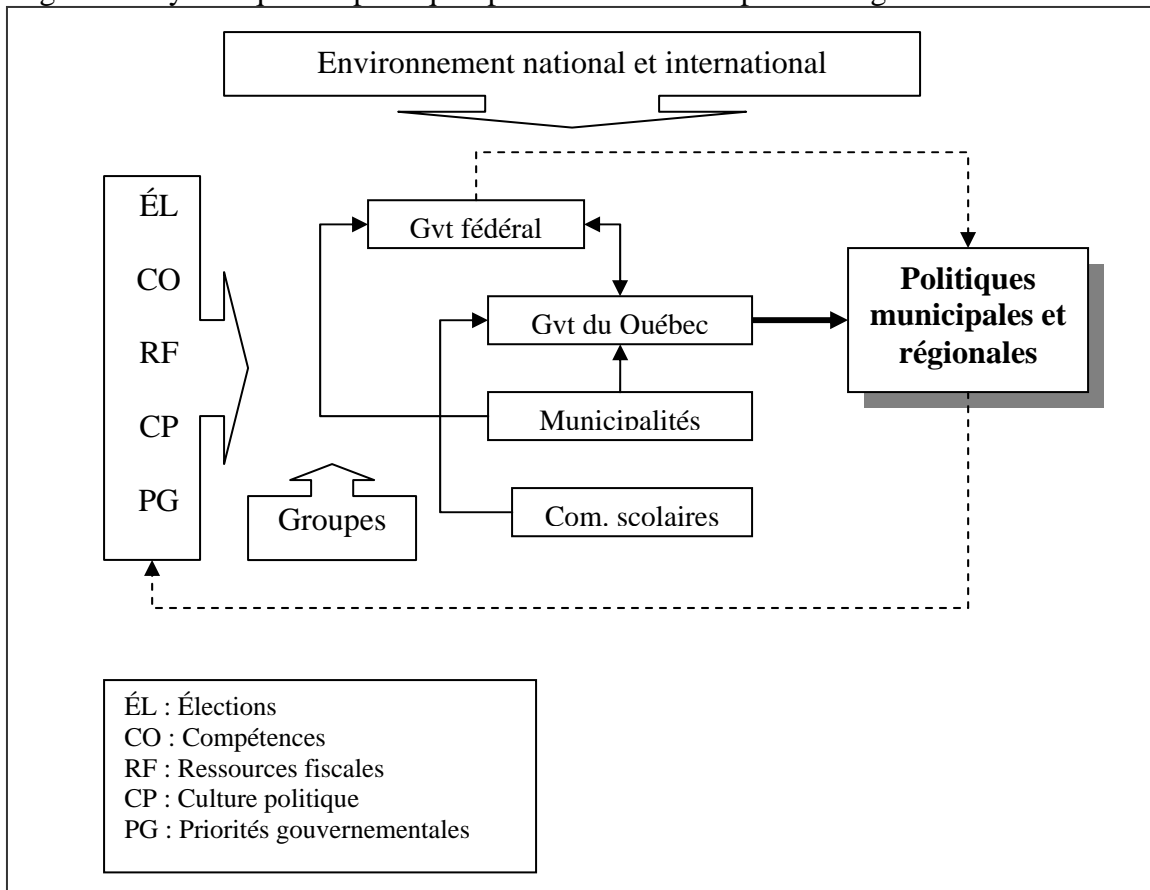 Environnement national et international
ÉL
CO
RF
CP
PG
Gvt fédéral
Gvt du Québec
Politiques
municipales et
régionales
Municipalités
Groupes
Com. scolaires
ÉL : Élections
CO : Compétences
RF : Ressources fiscales
CP : Culture politique
PG : Priorités gouvernementales